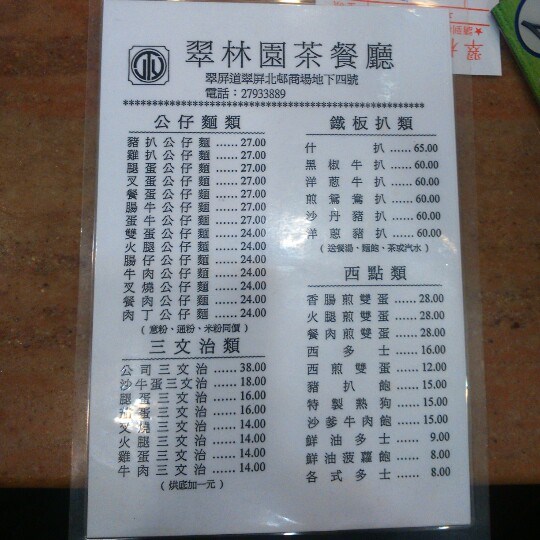 翠林園茶餐廳
翠屏道翠屏北邨商場地下四號
電話：27933889
公仔麵類
豬扒公仔麵......27.00
雞扒公仔麵......27.00
腿蛋公仔麵......27.00
叉蛋公仔麵......27.00
餐蛋公仔麵......27.00
腸牛公仔麵......27.00
蛋牛公仔麵......27.00
雙蛋公仔麵......24.00
火腿公仔麵......24.00
腸仔公仔麵......24.00
牛肉公仔麵......24.00
叉燒公仔麵......24.00
餐肉公仔麵......24.00
肉丁公仔麵......24.00
（意粉、通粉、米粉同價）
三文治類
公司三文治......38.00
沙牛蛋三文治......18.00
腿蛋三文治......16.00
蛋三文治......16.00
叉燒三文治......14.00
火腿三文治......14.00
雞蛋三文治......14.00
牛肉三文治......14.00
（烘底加一元）
鐵板扒類
什扒......65.00
黑椒牛扒......60.00
洋蔥牛扒......60.00
煎鴛鴦扒......60.00
沙丹豬扒......60.00
洋蔥豬扒......60.00
（送餐湯、麵飽、茶或汽水）
西點類
香腸煎雙蛋......28.00
火腿煎雙蛋......28.00
餐肉煎雙蛋......28.00
西多士......16.00
西煎雙蛋......12.00
豬扒飽......15.00
特製熱狗......15.00
沙爹牛肉飽......15.00
鮮油多士......9.00
鮮油菠蘿飽......8.00
各式多士......8.00